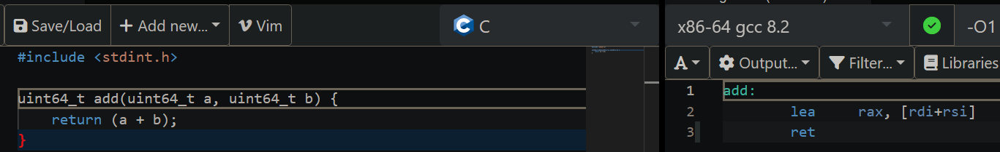 Save/Load + Add new... Vim C
#include <stdint.h>
uint64_t add(uint64_t a, uint64_t b) {
    return (a + b);
}
x86-64 gcc 8.2 -O1
A Output... Filter... Libraries
1 add:
2 lea rax, [rdi+rsi]
3 ret